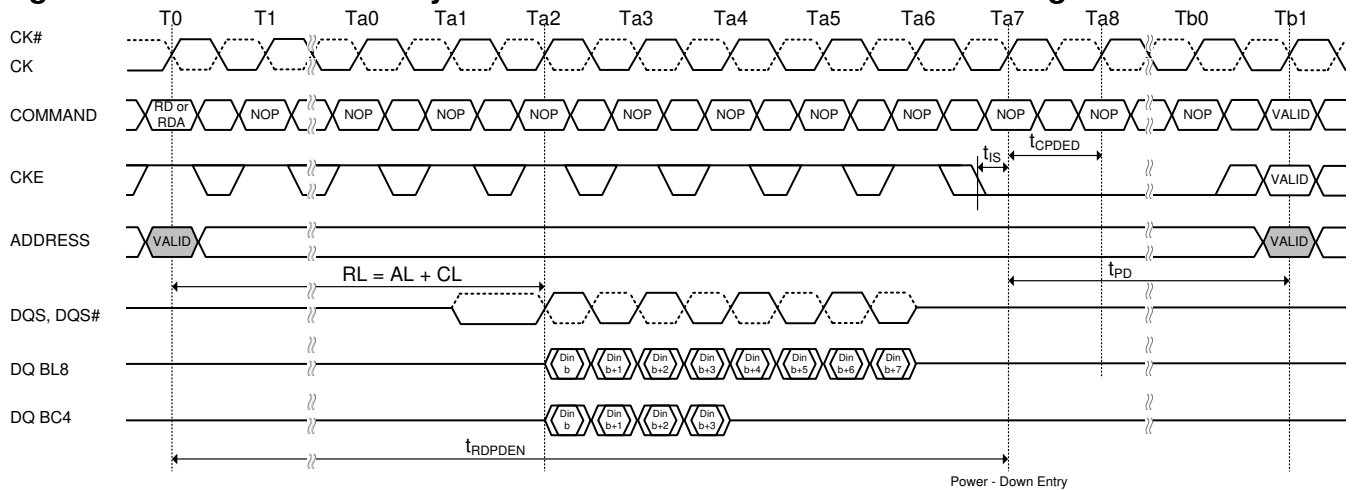 T0 T1 Ta0 Ta1 Ta2 Ta3 Ta4 Ta5 Ta6 Ta7 Ta8 Tb0 Tb1
CK#
CK
COMMAND RD or RDA NOP NOP NOP NOP NOP NOP NOP NOP NOP NOP NOP VALID
tIS tCPDED
CKE VALID
ADDRESS VALID VALID
RL = AL + CL tPD
DQS, DQS#
DQ BL8 Din b Din b+1 Din b+2 Din b+3 Din b+4 Din b+5 Din b+6 Din b+7
DQ BC4 Din b Din b+1 Din b+2 Din b+3
tRDPDEN
Power - Down Entry